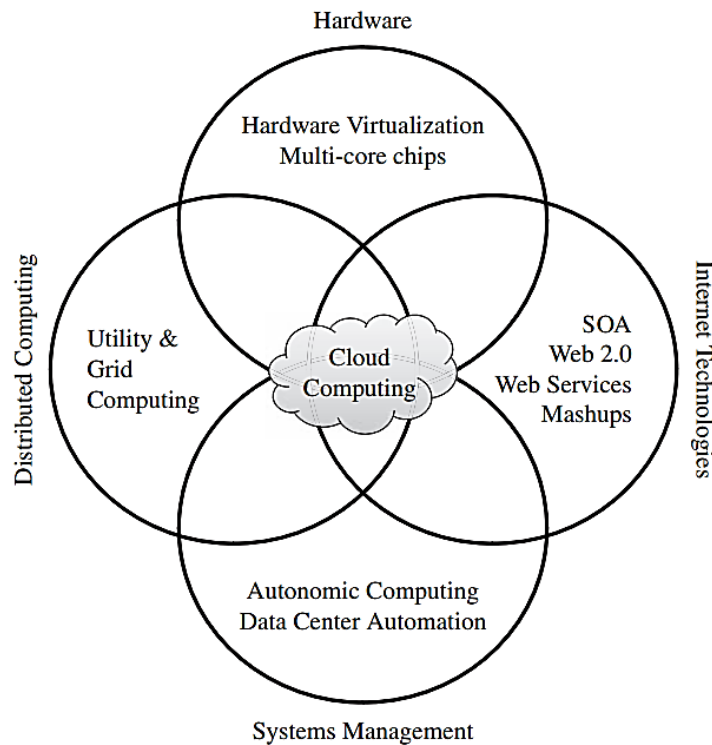 Hardware
Hardware Virtualization
Multi-core chips
Distributed Computing
Utility &
Grid
Computing
Cloud
Computing
SOA
Web 2.0
Web Services
Mashups
Internet Technologies
Autonomic Computing
Data Center Automation
Systems Management